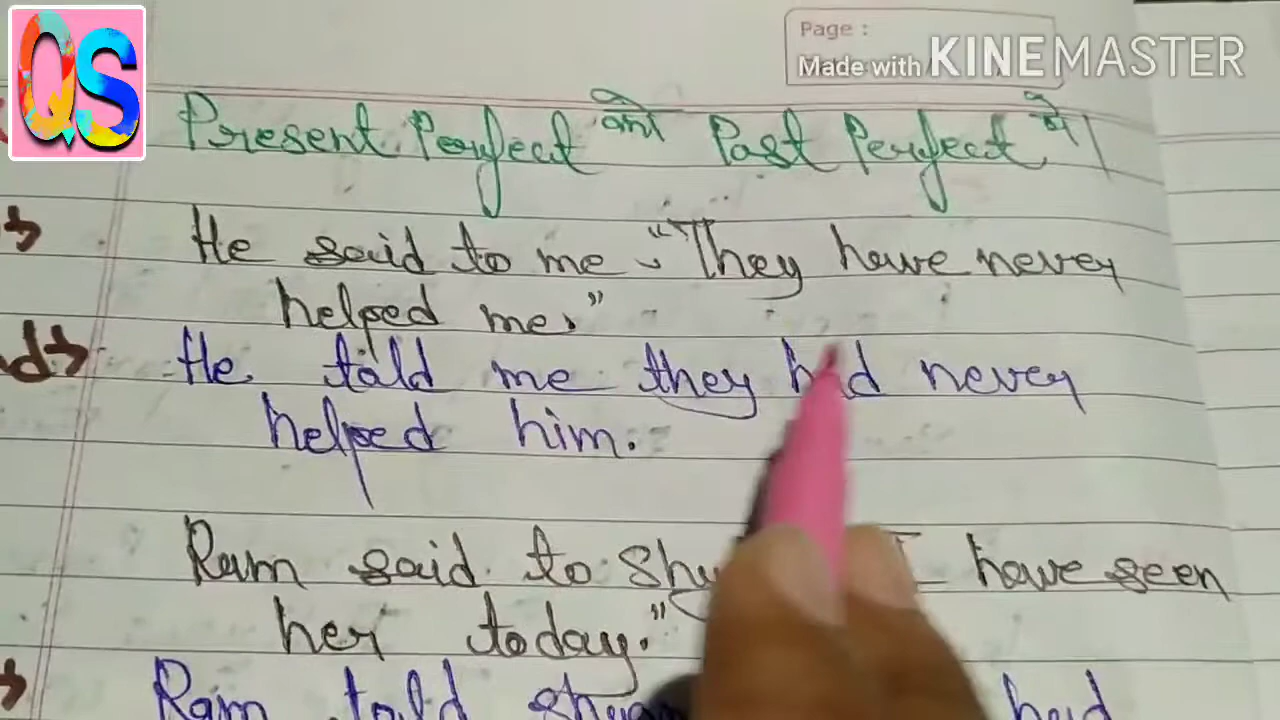 QS
Page :
Made with KINEMASTER
Present Perfect को Past Perfect में।
He said to me, "They have never
helped me."
He told me they had never
helped him.
Ram said to I have seen
her today."
Ram told had